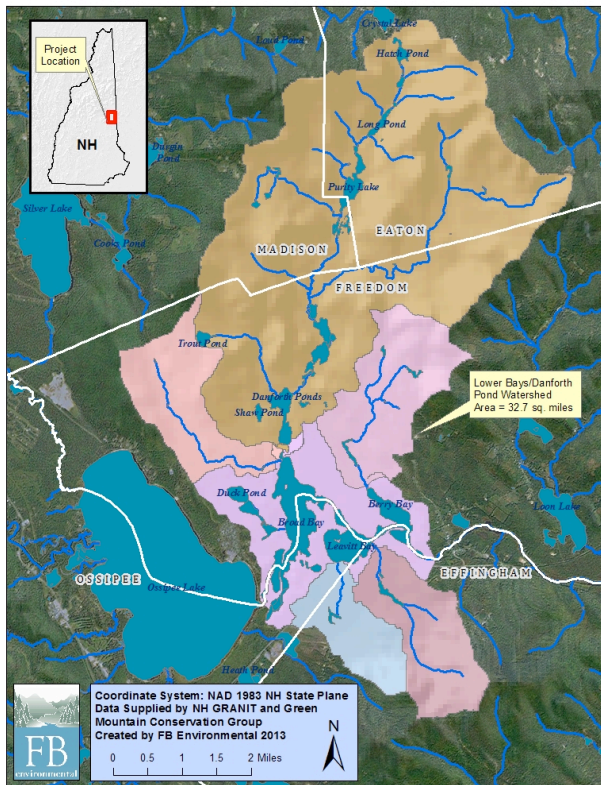 Crystal Lake
Loud Pond
Hatch Pond
Project
Location
Long Pond
NH
Durgin
Pond
Purity Lake
Silver Lake
Cooks Pond
EATON
MADISON
FREEDOM
Trout Pond
Lower Bays/Danforth
Pond Watershed
Area = 32.7 sq. miles
Danforth Ponds
Shaw Pond
Duck Pond
Berry Bay
Loon Lake
Broad Bay
Leavitt Bay
EFFINGHAM
OSSIPEE
Ossipee Lake
Heath Pond
Coordinate System: NAD 1983 NH State Plane
Data Supplied by NH GRANIT and Green
Mountain Conservation Group
Created by FB Environmental 2013
N
0 0.5 1 1.5 2 Miles
FB
environmental